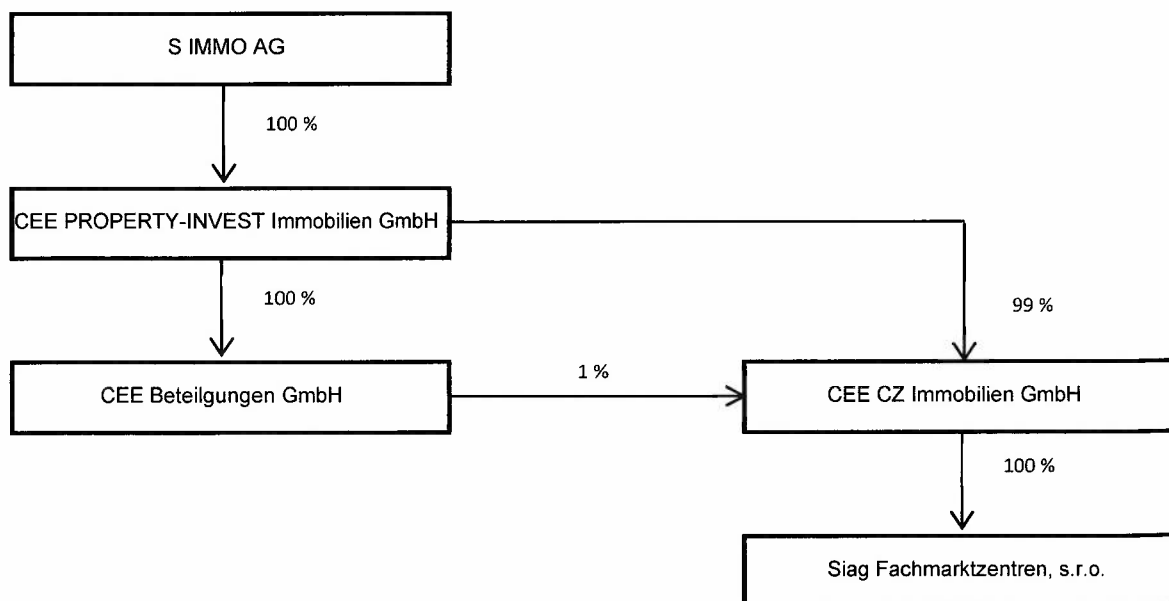 S IMMO AG
100 %
CEE PROPERTY-INVEST Immobilien GmbH
100 %
99 %
CEE Beteilgungen GmbH
1 %
CEE CZ Immobilien GmbH
100 %
Siag Fachmarktzentren, s.r.o.